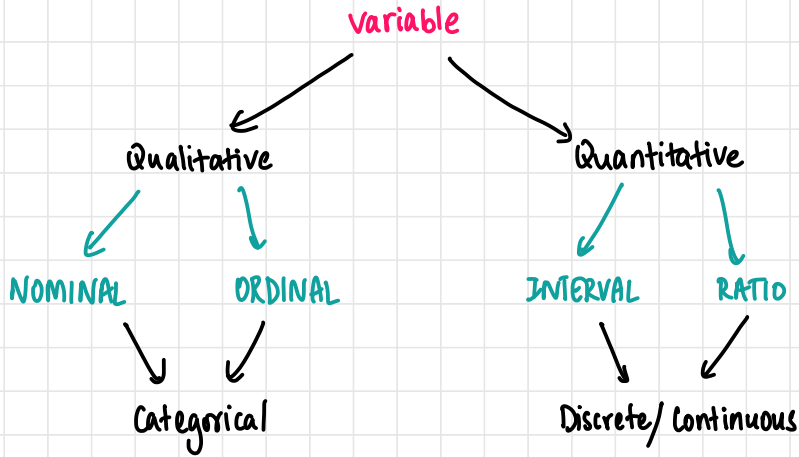 variable
Qualitative Quantitative
NOMINAL ORDINAL INTERVAL RATIO
Categorical Discrete/Continuous